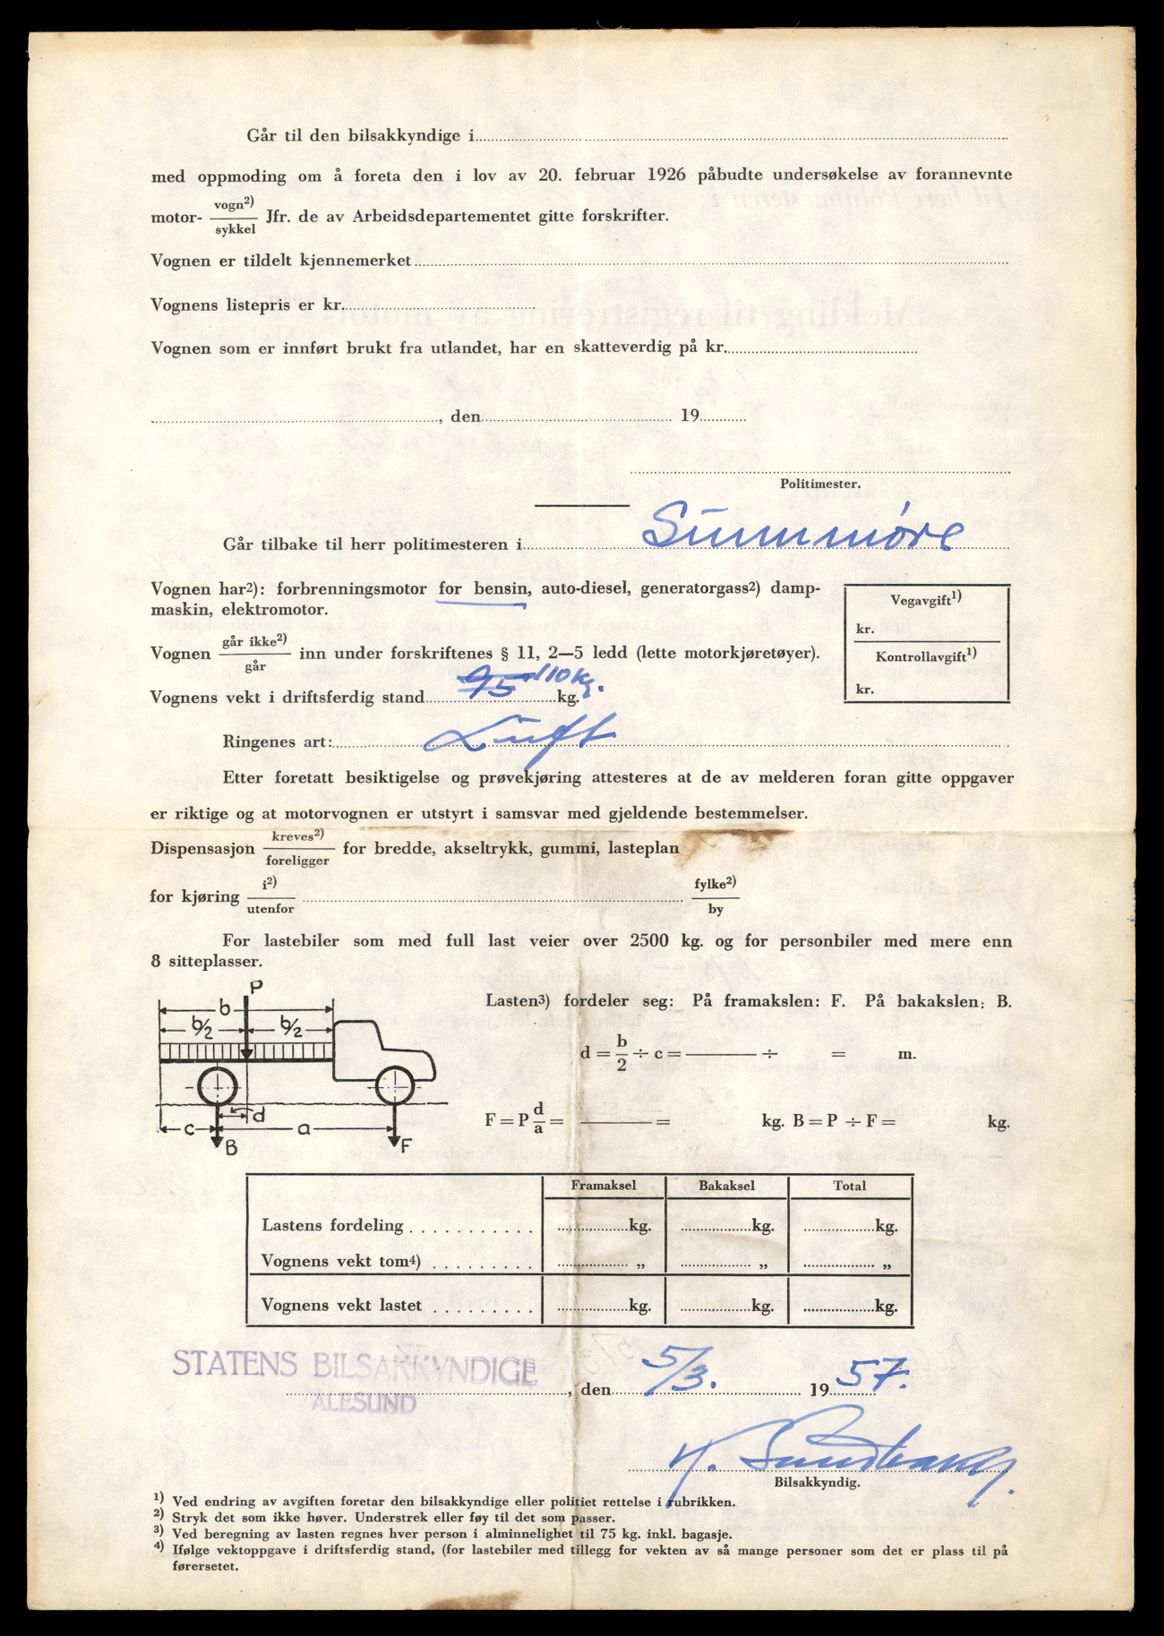 Går til den bilsakkyndige i
med oppmoding om å foreta den i lov av 20. februar 1926 påbudte undersøkelse av forannevnte
motor- vogn2) / sykkel Jfr. de av Arbeidsdepartementet gitte forskrifter.
Vognen er tildelt kjennemerket
Vognens listepris er kr.
Vognen som er innført brukt fra utlandet, har en skatteverdig på kr.
, den 19
Politimester.
Går tilbake til herr politimesteren i Sunnmøre
Vognen har2): forbrenningsmotor for bensin, auto-diesel, generatorgass2) damp-
maskin, elektromotor.
Vegavgift1)
kr.
Kontrollavgift1)
kr.
Vognen går ikke2) / går inn under forskriftenes § 11, 2—5 ledd (lette motorkjøretøyer).
Vognens vekt i driftsferdig stand 95 110 kg. kg.
Ringenes art: Luft
Etter foretatt besiktigelse og prøvekjøring attesteres at de av melderen foran gitte oppgaver
er riktige og at motorvognen er utstyrt i samsvar med gjeldende bestemmelser.
Dispensasjon kreves2) / foreligger for bredde, akseltrykk, gummi, lasteplan
for kjøring i2) / utenfor fylke2) / by
For lastebiler som med full last veier over 2500 kg. og for personbiler med mere enn
8 sitteplasser.
P
b
b/2 b/2
d
c a
B F
Lasten3) fordeler seg: På framakslen: F. På bakakslen: B.
d = b/2 ÷ c = ÷ = m.
F = P d/a = = kg. B = P ÷ F = kg.
Framaksel Bakaksel Total
Lastens fordeling kg. kg. kg.
Vognens vekt tom4) „ „ „
Vognens vekt lastet kg. kg. kg.
STATENS BILSAKKYNDIGE
ÅLESUND
, den 5/3. 1957.
Bilsakkyndig.
1) Ved endring av avgiften foretar den bilsakkyndige eller politiet rettelse i rubrikken.
2) Stryk det som ikke høver. Understrek eller føy til det som passer.
3) Ved beregning av lasten regnes hver person i alminnelighet til 75 kg. inkl. bagasje.
4) Ifølge vektoppgave i driftsferdig stand, (for lastebiler med tillegg for vekten av så mange personer som det er plass til på
førersetet.